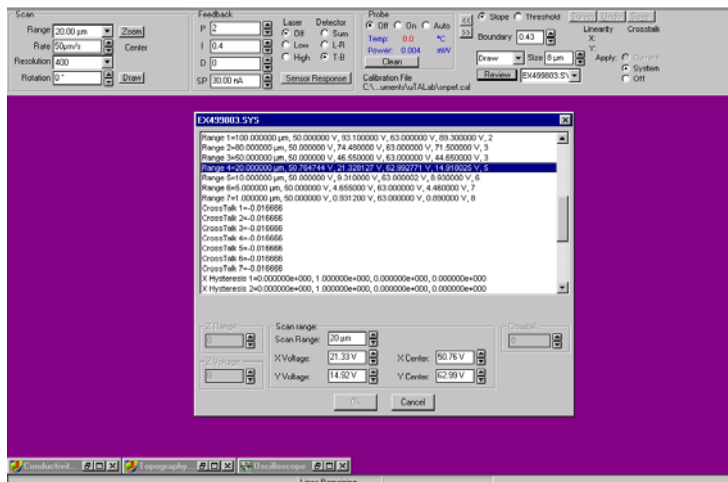 Scan
Range 20.00 µm Zoom
Rate 50µm/s Center
Resolution 400
Rotation 0° Draw
Feedback
P 2
I 0.4
D 0
SP 30.00 nA
Laser Detector
Off Sum
Low L-R
High T-B
Sensor Response
Probe
Off On Auto
Temp: 0.0 °C
Power: 0.004 mW
Clean
Calibration File
C:\...uments\uTALab\snpet.cal
<<
>>
Slope Threshold Undo Save
Boundary 0.43
Linearity Crosstalk
X:
Y:
Draw Size 8 µm
Apply: Current
System
Off
Review EX499803.SY
EX499803.SYS
Range 1=100.000000 µm, 50.000000 V, 93.100000 V, 63.000000 V, 89.300000 V, 2
Range 2=80.000000 µm, 50.000000 V, 74.480000 V, 63.000000 V, 71.500000 V, 3
Range 3=50.000000 µm, 50.000000 V, 46.550000 V, 63.000000 V, 44.650000 V, 3
Range 4=20.000000 µm, 50.764744 V, 21.328127 V, 62.992771 V, 14.918025 V, 5
Range 5=10.000000 µm, 50.000000 V, 9.310000 V, 63.000002 V, 8.930000 V, 6
Range 6=5.000000 µm, 50.000000 V, 4.655000 V, 63.000000 V, 4.460000 V, 7
Range 7=1.000000 µm, 50.000000 V, 0.931200 V, 63.000000 V, 0.890000 V, 8
CrossTalk 1=-0.016666
CrossTalk 2=-0.016666
CrossTalk 3=-0.016666
CrossTalk 4=-0.016666
CrossTalk 5=-0.016666
CrossTalk 6=-0.016666
CrossTalk 7=-0.016666
X Hysteresis 1=0.000000e+000, 1.000000e+000, 0.000000e+000, 0.000000e+000
X Hysteresis 2=0.000000e+000, 1.000000e+000, 0.000000e+000, 0.000000e+000
Z Range
0
Z Voltage
0
Scan range:
Scan Range: 20 µm
X Voltage: 21.33 V X Center: 50.76 V
Y Voltage: 14.92 V Y Center: 62.99 V
Crosstalk
0
Ok Cancel
Conductivit... Topography... Oscilloscope
Lines Remaining